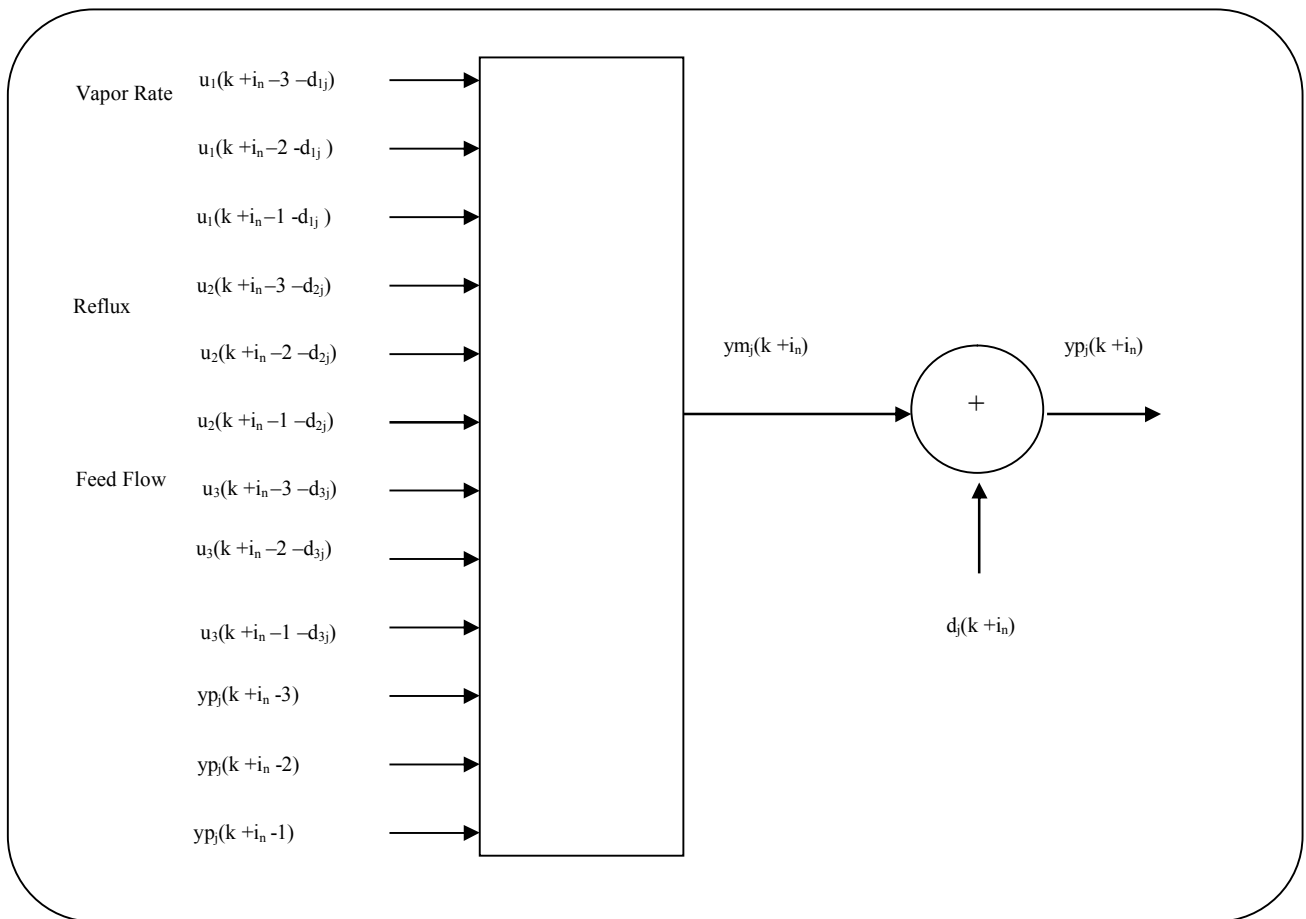 Vapor Rate
u₁(k +iₙ –3 –d₁ⱼ)
u₁(k +iₙ –2 -d₁ⱼ )
u₁(k +iₙ –1 -d₁ⱼ )
Reflux
u₂(k +iₙ –3 –d₂ⱼ)
u₂(k +iₙ –2 –d₂ⱼ)
u₂(k +iₙ –1 –d₂ⱼ)
Feed Flow
u₃(k +iₙ –3 –d₃ⱼ)
u₃(k +iₙ –2 –d₃ⱼ)
u₃(k +iₙ –1 –d₃ⱼ)
ypⱼ(k +iₙ -3)
ypⱼ(k +iₙ -2)
ypⱼ(k +iₙ -1)
ymⱼ(k +iₙ)
+
ypⱼ(k +iₙ)
dⱼ(k +iₙ)